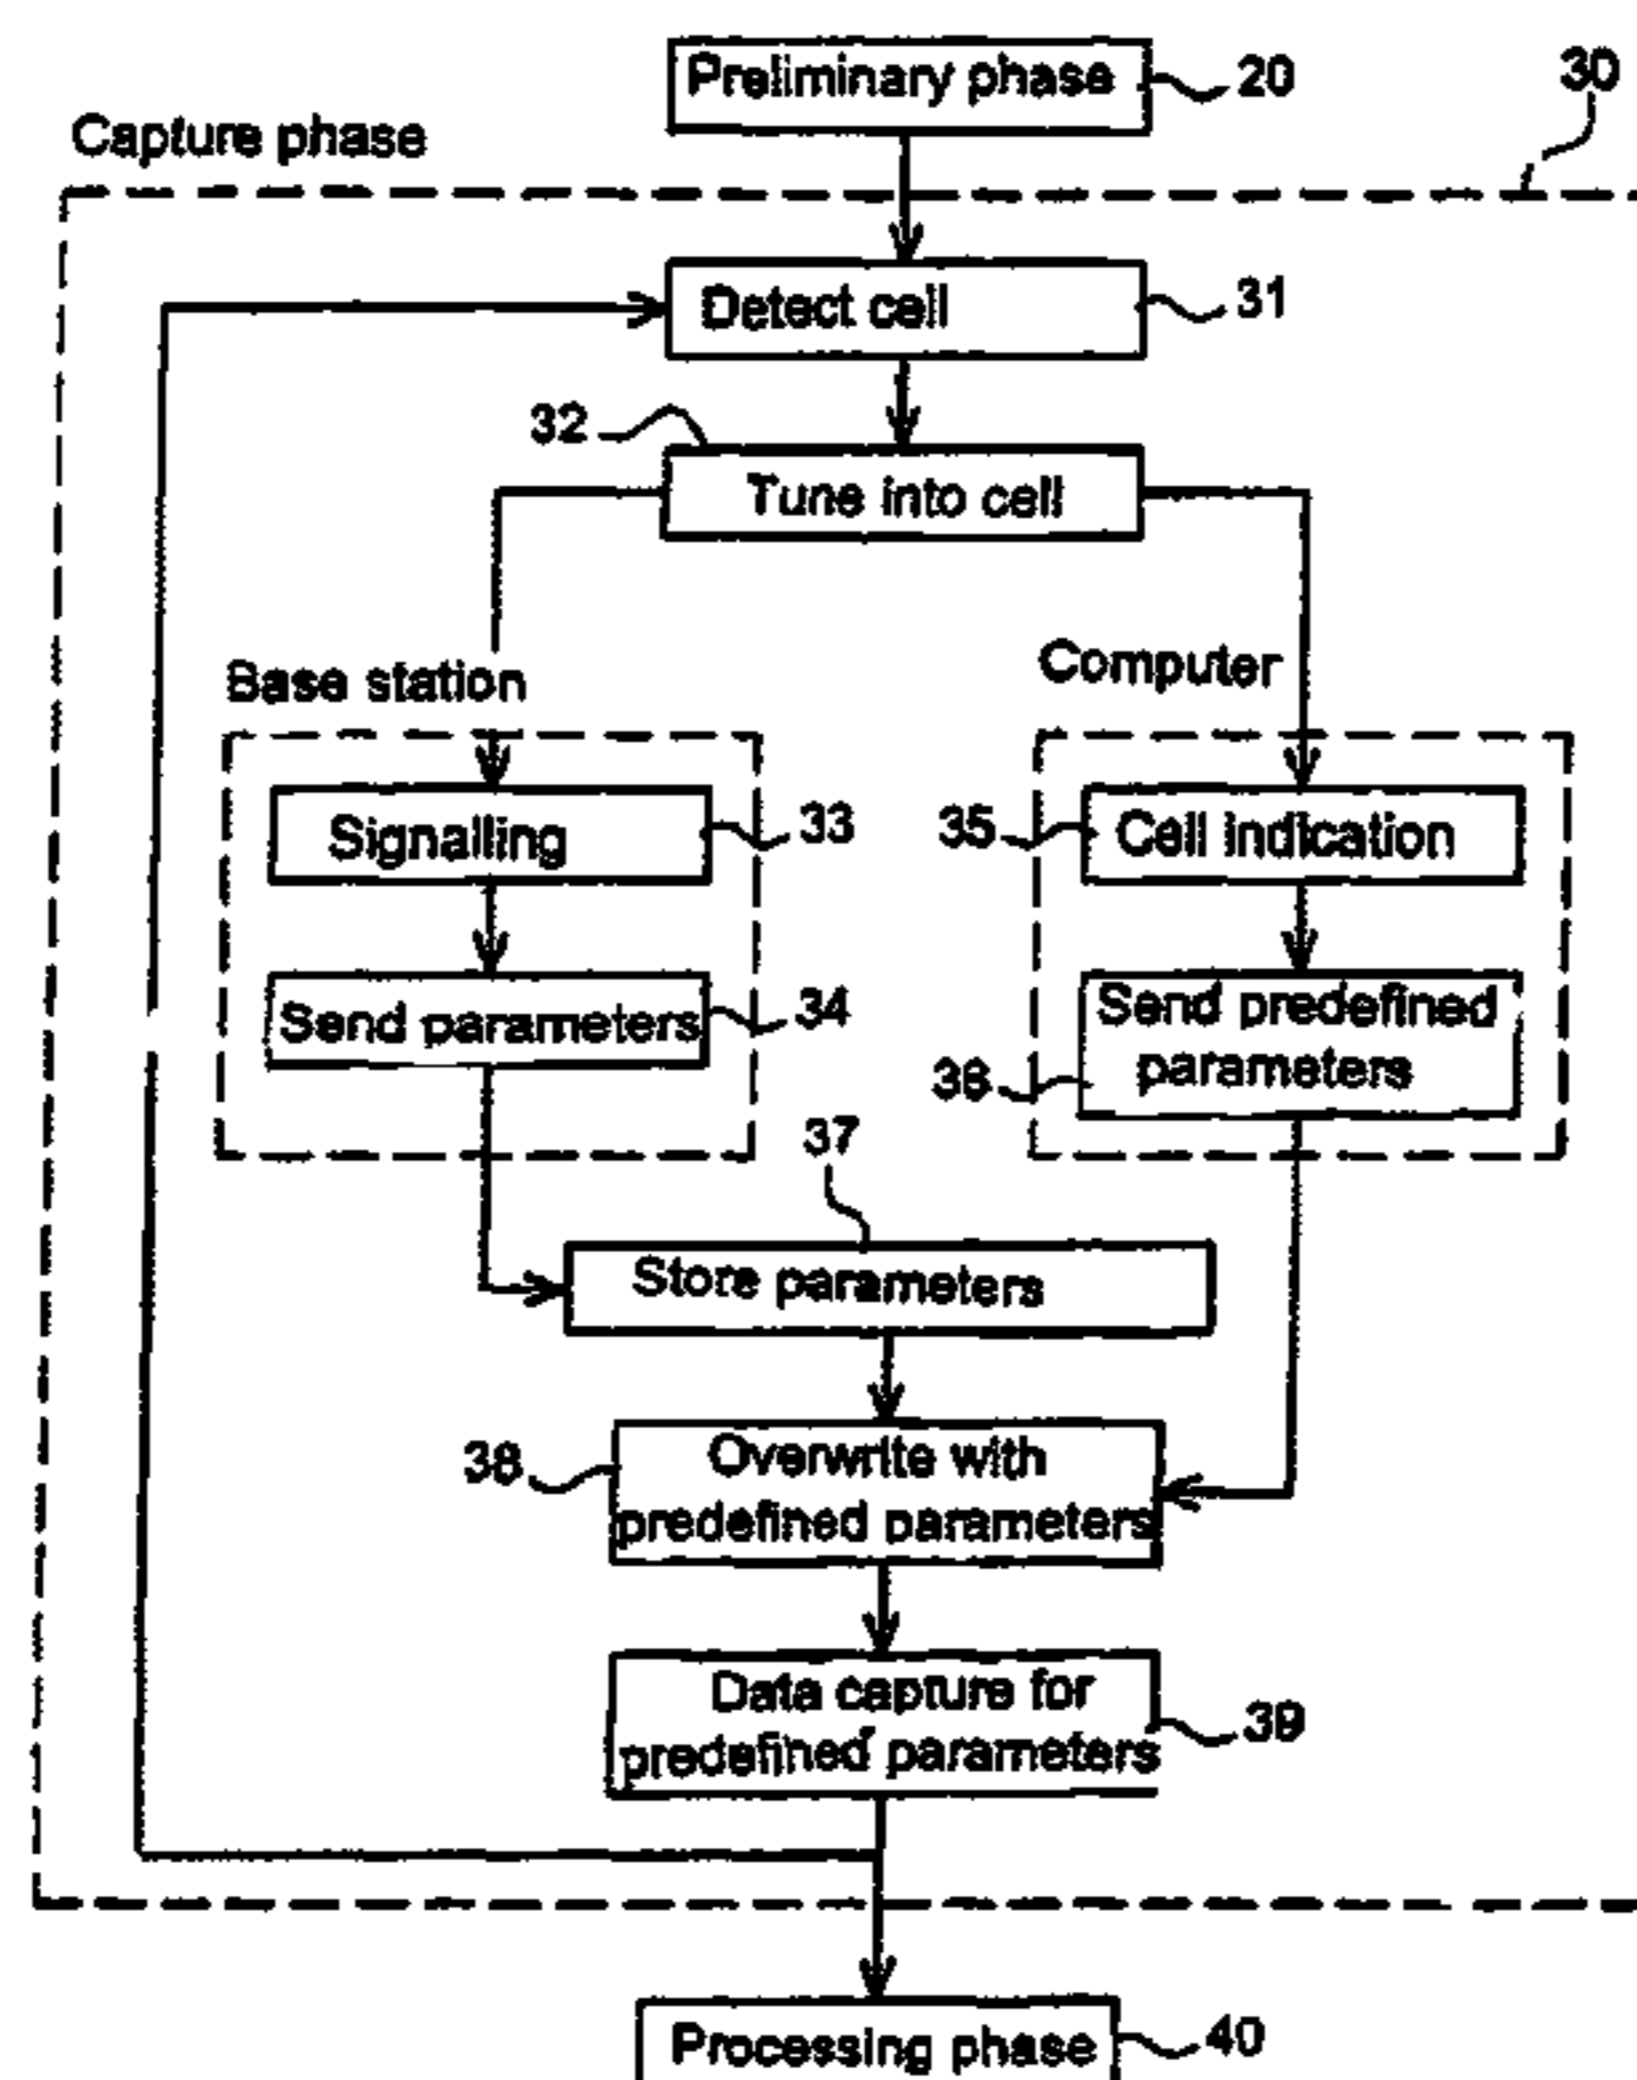 Preliminary phase
20
30
Capture phase
Detect cell
31
32
Tune into cell
Base station
Computer
Signalling
33
35
Cell indication
Send parameters
34
Send predefined
parameters
36
37
Store parameters
38
Overwrite with
predefined parameters
Data capture for
predefined parameters
39
Processing phase
40